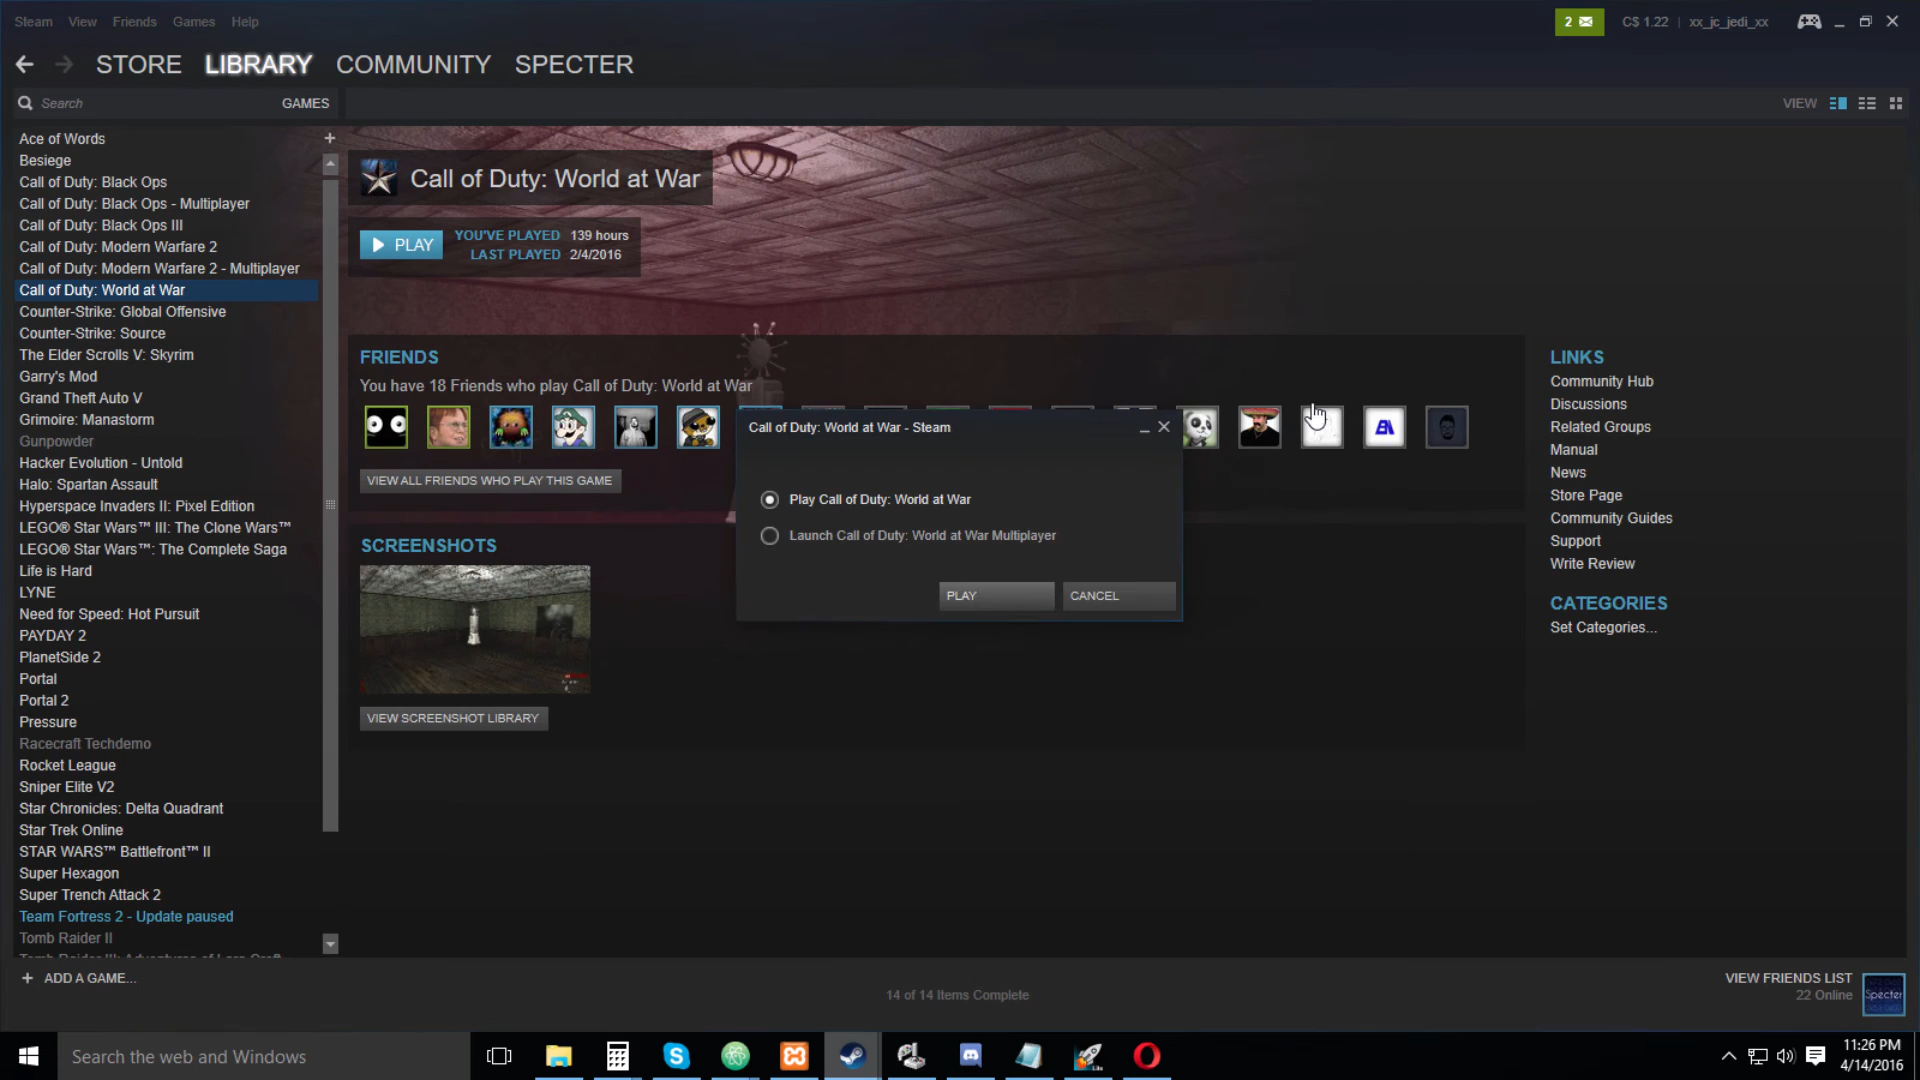 Steam View Friends Games Help
2 C$ 1.22 | xx_jc_jedi_xx
STORE LIBRARY COMMUNITY SPECTER
Search GAMES
VIEW
Ace of Words +
Besiege
Call of Duty: Black Ops
Call of Duty: Black Ops - Multiplayer
Call of Duty: Black Ops III
Call of Duty: Modern Warfare 2
Call of Duty: Modern Warfare 2 - Multiplayer
Call of Duty: World at War
Counter-Strike: Global Offensive
Counter-Strike: Source
The Elder Scrolls V: Skyrim
Garry's Mod
Grand Theft Auto V
Grimoire: Manastorm
Gunpowder
Hacker Evolution - Untold
Halo: Spartan Assault
Hyperspace Invaders II: Pixel Edition
LEGO® Star Wars™ III: The Clone Wars™
LEGO® Star Wars™: The Complete Saga
Life is Hard
LYNE
Need for Speed: Hot Pursuit
PAYDAY 2
PlanetSide 2
Portal
Portal 2
Pressure
Racecraft Techdemo
Rocket League
Sniper Elite V2
Star Chronicles: Delta Quadrant
Star Trek Online
STAR WARS™ Battlefront™ II
Super Hexagon
Super Trench Attack 2
Team Fortress 2 - Update paused
Tomb Raider II
Tomb Raider III: Adventures of Lara Croft
+ ADD A GAME...
Call of Duty: World at War
PLAY
YOU'VE PLAYED 139 hours
LAST PLAYED 2/4/2016
FRIENDS
You have 18 Friends who play Call of Duty: World at War
VIEW ALL FRIENDS WHO PLAY THIS GAME
SCREENSHOTS
VIEW SCREENSHOT LIBRARY
Call of Duty: World at War - Steam
Play Call of Duty: World at War
Launch Call of Duty: World at War Multiplayer
PLAY CANCEL
LINKS
Community Hub
Discussions
Related Groups
Manual
News
Store Page
Community Guides
Support
Write Review
CATEGORIES
Set Categories...
14 of 14 Items Complete
VIEW FRIENDS LIST
22 Online
Specter
Search the web and Windows
11:26 PM
4/14/2016